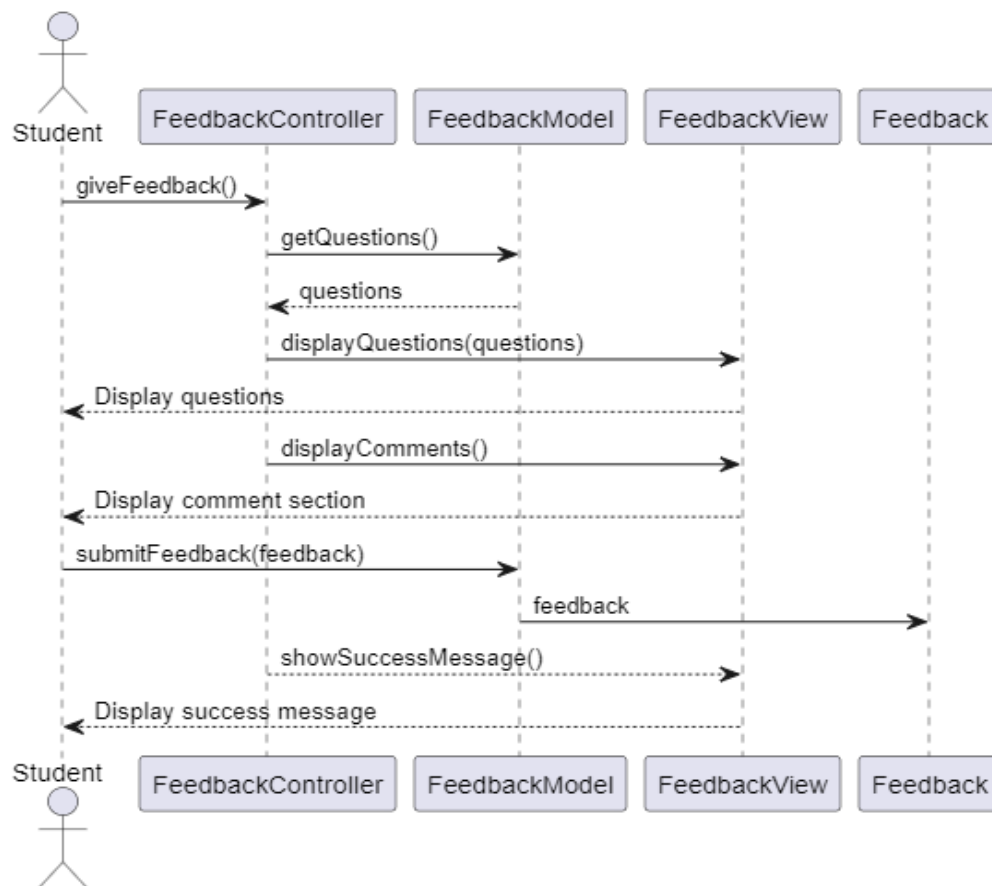 Student
FeedbackController
FeedbackModel
FeedbackView
Feedback
giveFeedback()
getQuestions()
questions
displayQuestions(questions)
Display questions
displayComments()
Display comment section
submitFeedback(feedback)
feedback
showSuccessMessage()
Display success message
Student
FeedbackController
FeedbackModel
FeedbackView
Feedback